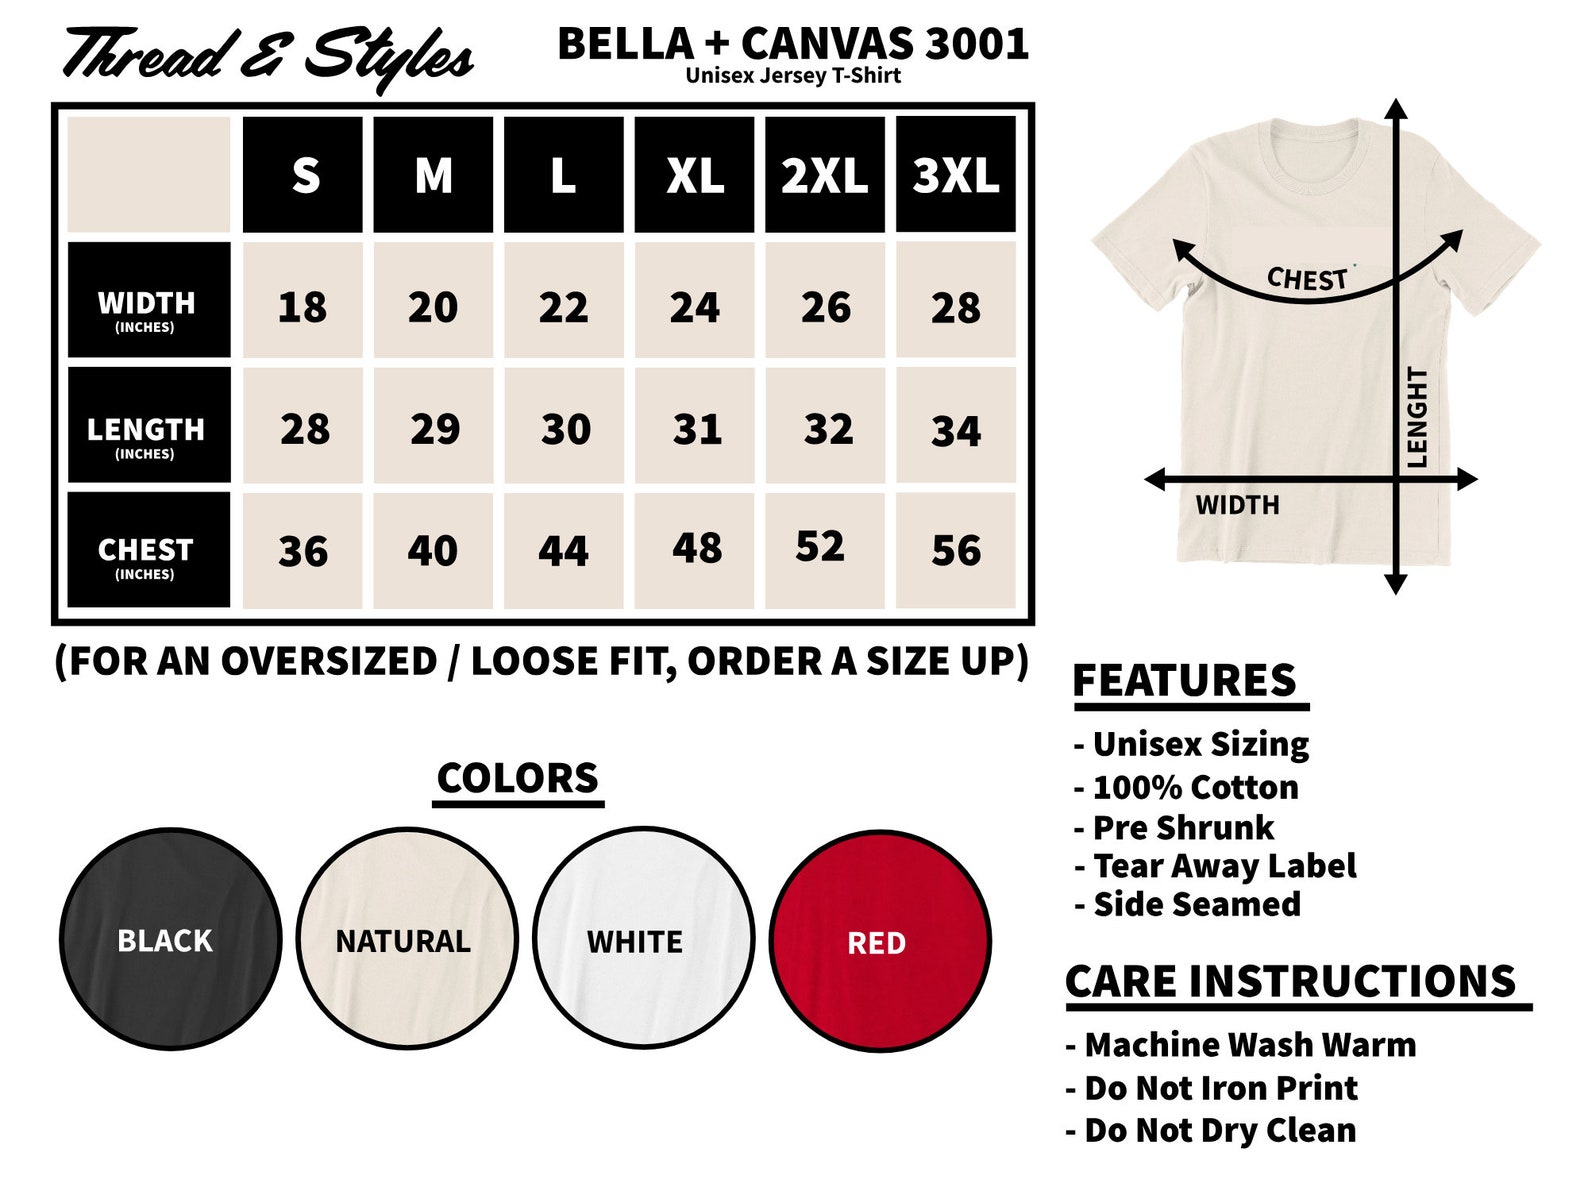 Thread & Styles
BELLA + CANVAS 3001
Unisex Jersey T-Shirt
S M L XL 2XL 3XL
WIDTH 18 20 22 24 26 28
(INCHES)
LENGTH 28 29 30 31 32 34
(INCHES)
CHEST 36 40 44 48 52 56
(INCHES)
(FOR AN OVERSIZED / LOOSE FIT, ORDER A SIZE UP)
CHEST
LENGHT
WIDTH
COLORS
BLACK NATURAL WHITE RED
FEATURES
- Unisex Sizing
- 100% Cotton
- Pre Shrunk
- Tear Away Label
- Side Seamed
CARE INSTRUCTIONS
- Machine Wash Warm
- Do Not Iron Print
- Do Not Dry Clean